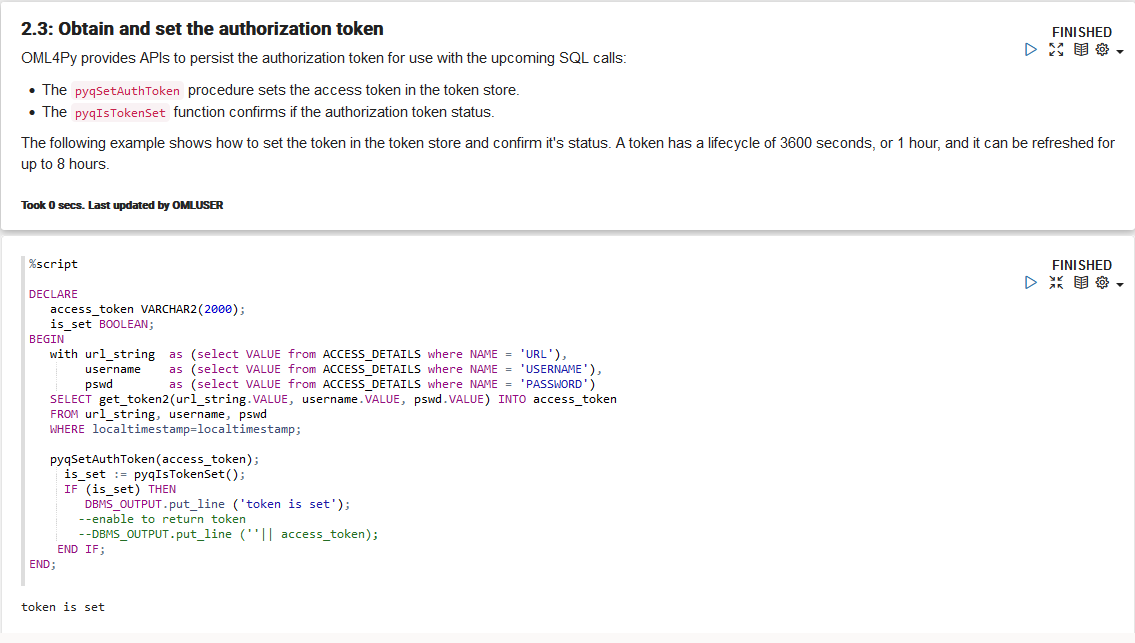 2.3: Obtain and set the authorization token
FINISHED
OML4Py provides APIs to persist the authorization token for use with the upcoming SQL calls:
• The pyqSetAuthToken procedure sets the access token in the token store.
• The pyqIsTokenSet function confirms if the authorization token status.
The following example shows how to set the token in the token store and confirm it's status. A token has a lifecycle of 3600 seconds, or 1 hour, and it can be refreshed for
up to 8 hours.
Took 0 secs. Last updated by OMLUSER
FINISHED
%script
DECLARE
   access_token VARCHAR2(2000);
   is_set BOOLEAN;
BEGIN
   with url_string  as (select VALUE from ACCESS_DETAILS where NAME = 'URL'),
        username    as (select VALUE from ACCESS_DETAILS where NAME = 'USERNAME'),
        pswd        as (select VALUE from ACCESS_DETAILS where NAME = 'PASSWORD')
   SELECT get_token2(url_string.VALUE, username.VALUE, pswd.VALUE) INTO access_token
   FROM url_string, username, pswd
   WHERE localtimestamp=localtimestamp;
   pyqSetAuthToken(access_token);
     is_set := pyqIsTokenSet();
     IF (is_set) THEN
        DBMS_OUTPUT.put_line ('token is set');
       --enable to return token
       --DBMS_OUTPUT.put_line (''|| access_token);
    END IF;
END;
token is set